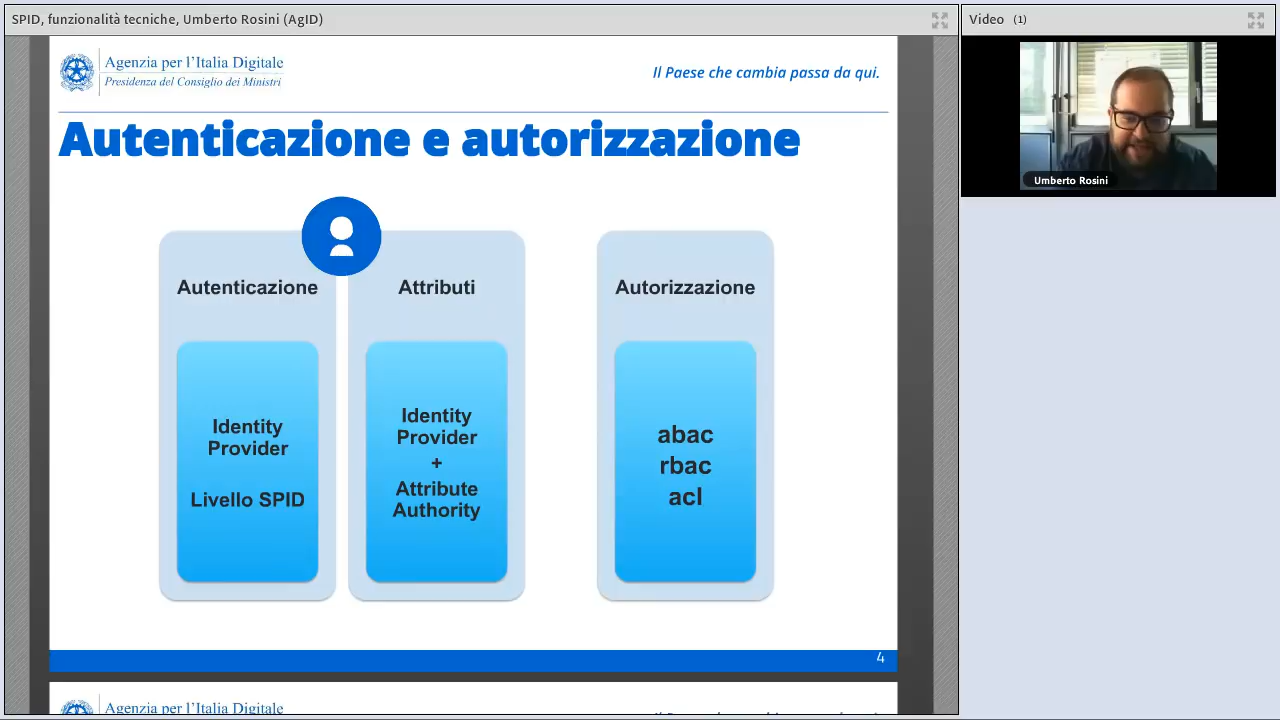 SPID, funzionalità tecniche, Umberto Rosini (AgID)
Video (1)
Agenzia per l'Italia Digitale
Presidenza del Consiglio dei Ministri
Il Paese che cambia passa da qui.
Autenticazione e autorizzazione
Umberto Rosini
Autenticazione
Identity
Provider
Livello SPID
Attributi
Identity
Provider
+
Attribute
Authority
Autorizzazione
abac
rbac
acl
4
Agenzia per l'Italia Digitale